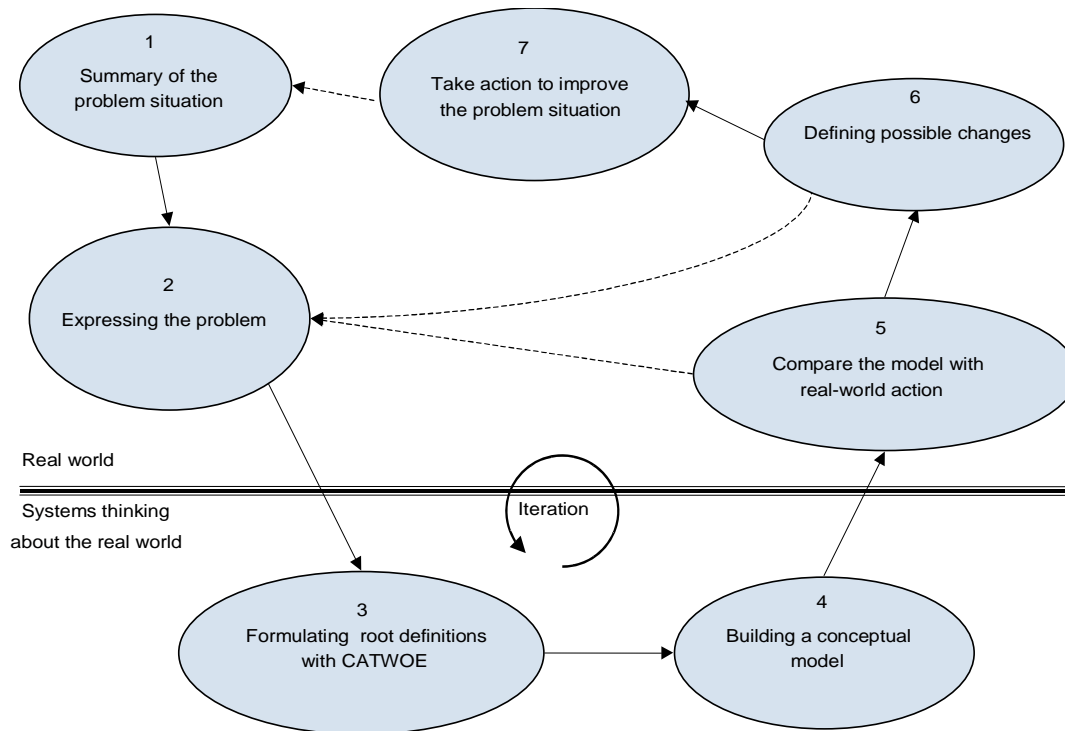 1
Summary of the
problem situation
7
Take action to improve
the problem situation
6
Defining possible changes
2
Expressing the problem
5
Compare the model with
real-world action
Real world
Systems thinking
about the real world
Iteration
3
Formulating root definitions
with CATWOE
4
Building a conceptual
model